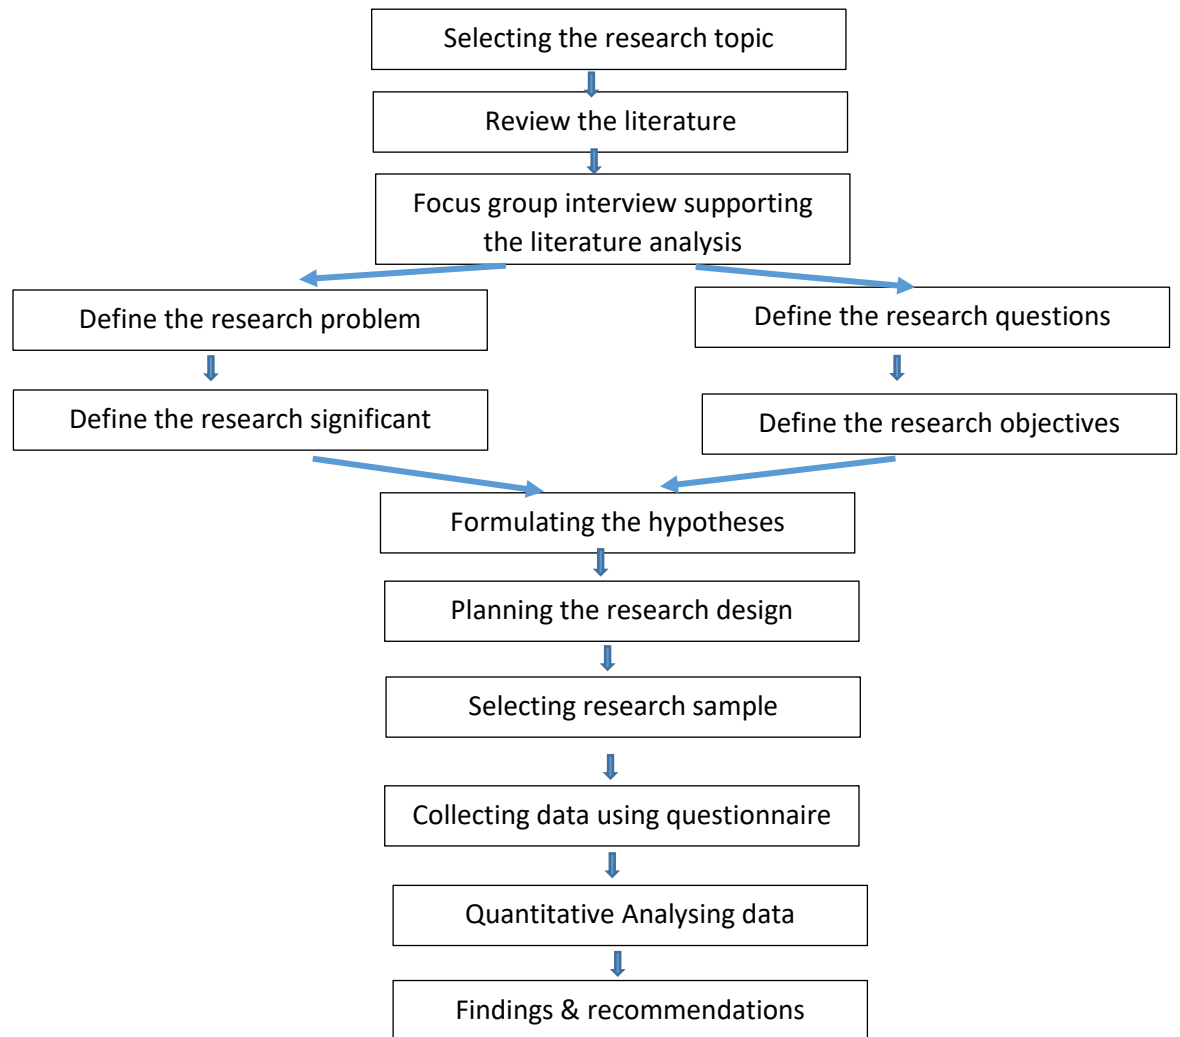 Selecting the research topic
Review the literature
Focus group interview supporting
the literature analysis
Define the research problem
Define the research questions
Define the research significant
Define the research objectives
Formulating the hypotheses
Planning the research design
Selecting research sample
Collecting data using questionnaire
Quantitative Analysing data
Findings & recommendations